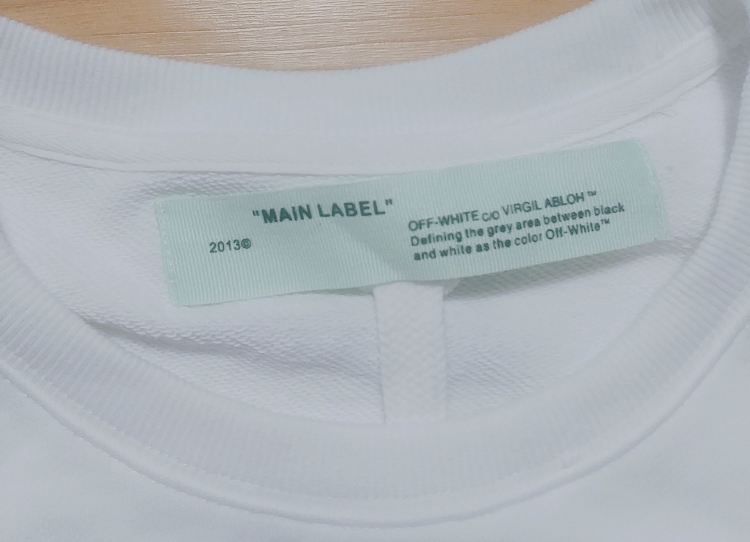 "MAIN LABEL"
2013©
OFF-WHITE c/o VIRGIL ABLOH™
Defining the grey area between black
and white as the color Off-White™